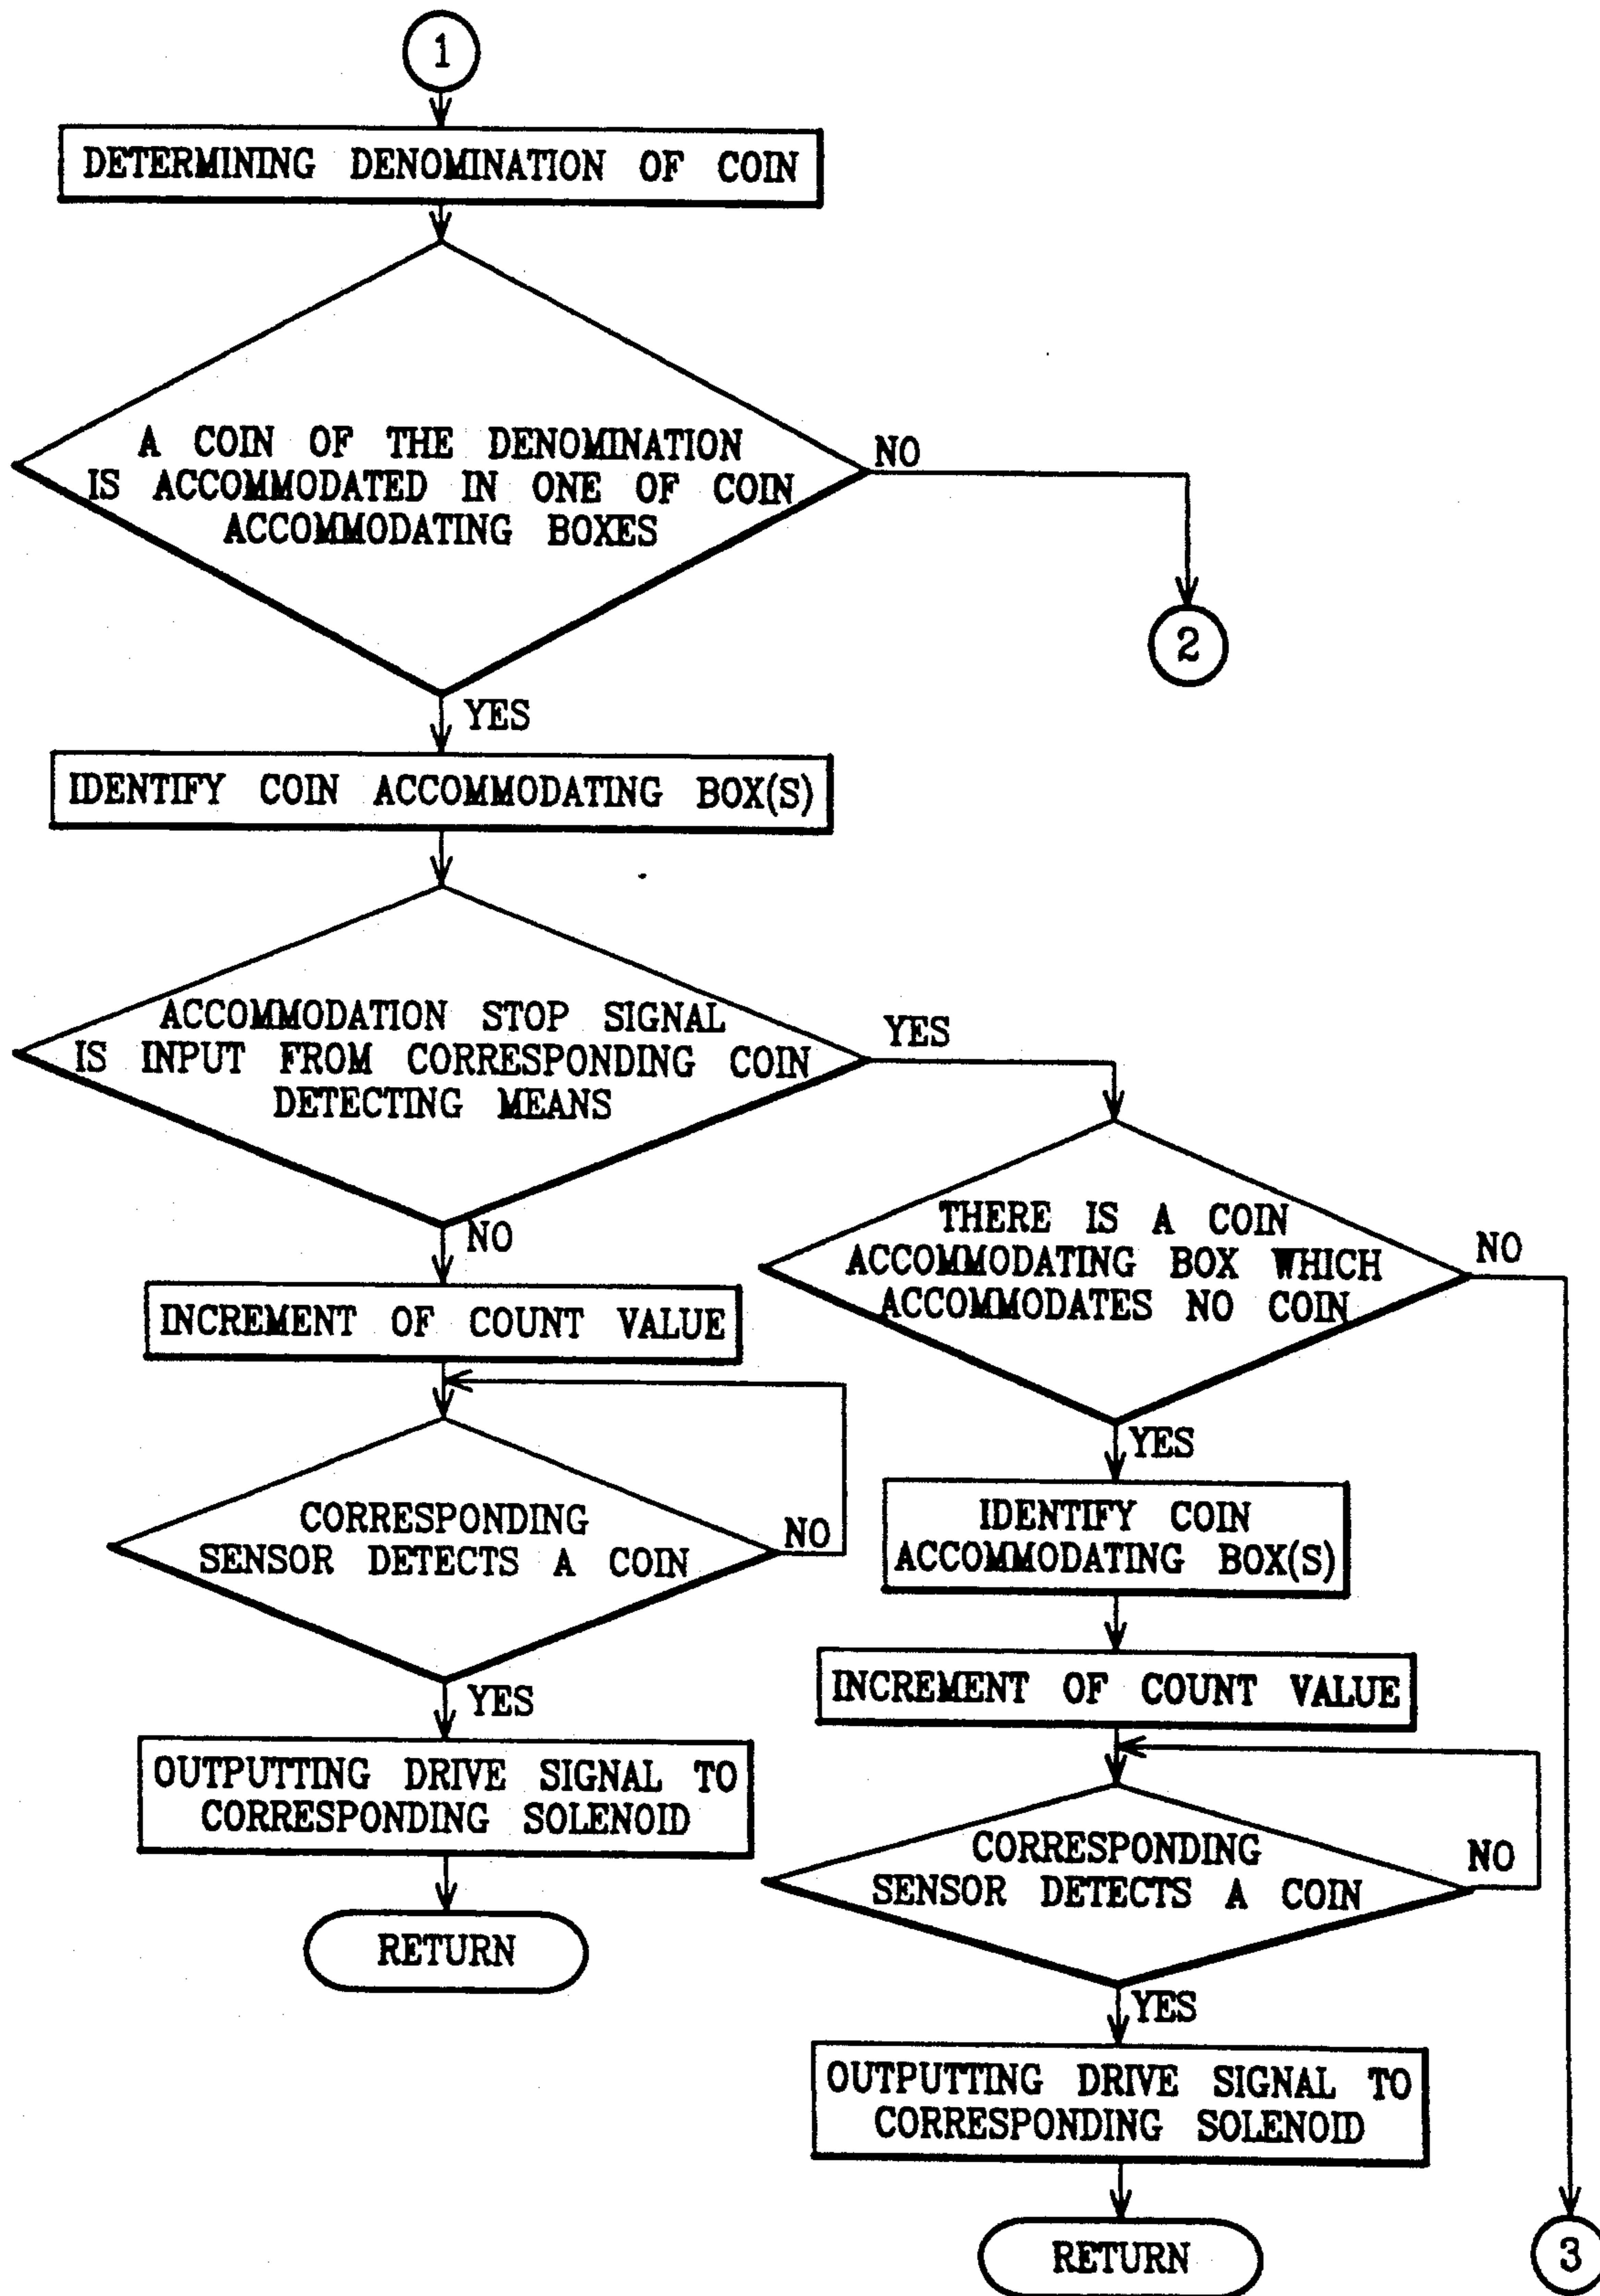 1
DETERMINING DENOMINATION OF COIN
A COIN OF THE DENOMINATION
IS ACCOMMODATED IN ONE OF COIN
ACCOMMODATING BOXES
NO
2
YES
IDENTIFY COIN ACCOMMODATING BOX(S)
ACCOMMODATION STOP SIGNAL
IS INPUT FROM CORRESPONDING COIN
DETECTING MEANS
YES
NO
THERE IS A COIN
ACCOMMODATING BOX WHICH
ACCOMMODATES NO COIN
NO
INCREMENT OF COUNT VALUE
YES
CORRESPONDING
SENSOR DETECTS A COIN
NO
IDENTIFY COIN
ACCOMMODATING BOX(S)
YES
INCREMENT OF COUNT VALUE
OUTPUTTING DRIVE SIGNAL TO
CORRESPONDING SOLENOID
CORRESPONDING
SENSOR DETECTS A COIN
NO
RETURN
YES
OUTPUTTING DRIVE SIGNAL TO
CORRESPONDING SOLENOID
RETURN
3